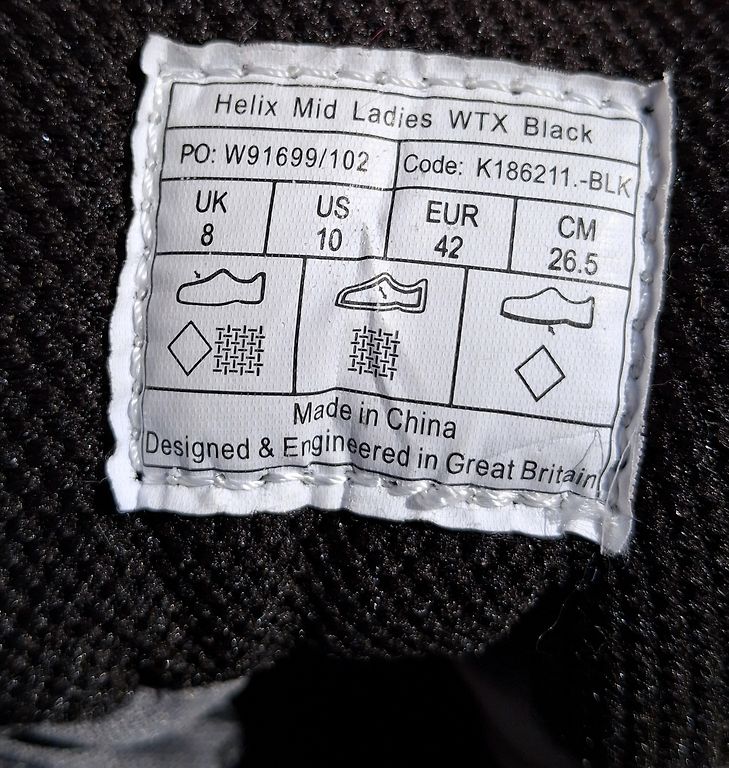 Helix Mid Ladies WTX Black
PO: W91699/102 Code: K186211.-BLK
UK US EUR CM
8 10 42 26.5
Made in China
Designed & Engineered in Great Britain